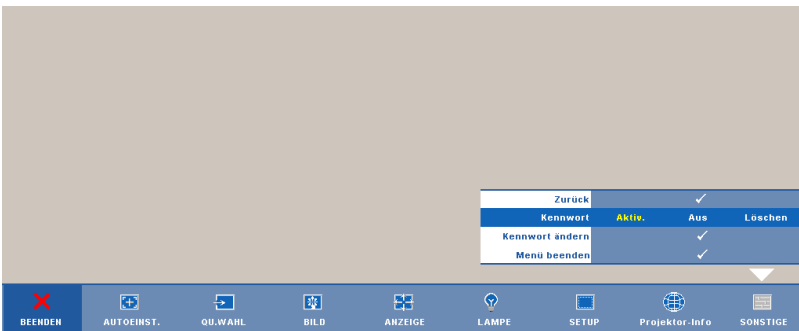 Zurück
Kennwort Aktiv. Aus Löschen
Kennwort ändern
Menü beenden
BEENDEN AUTOEINST. QU.WAHL BILD ANZEIGE LAMPE SETUP Projektor-Info SONSTIGE